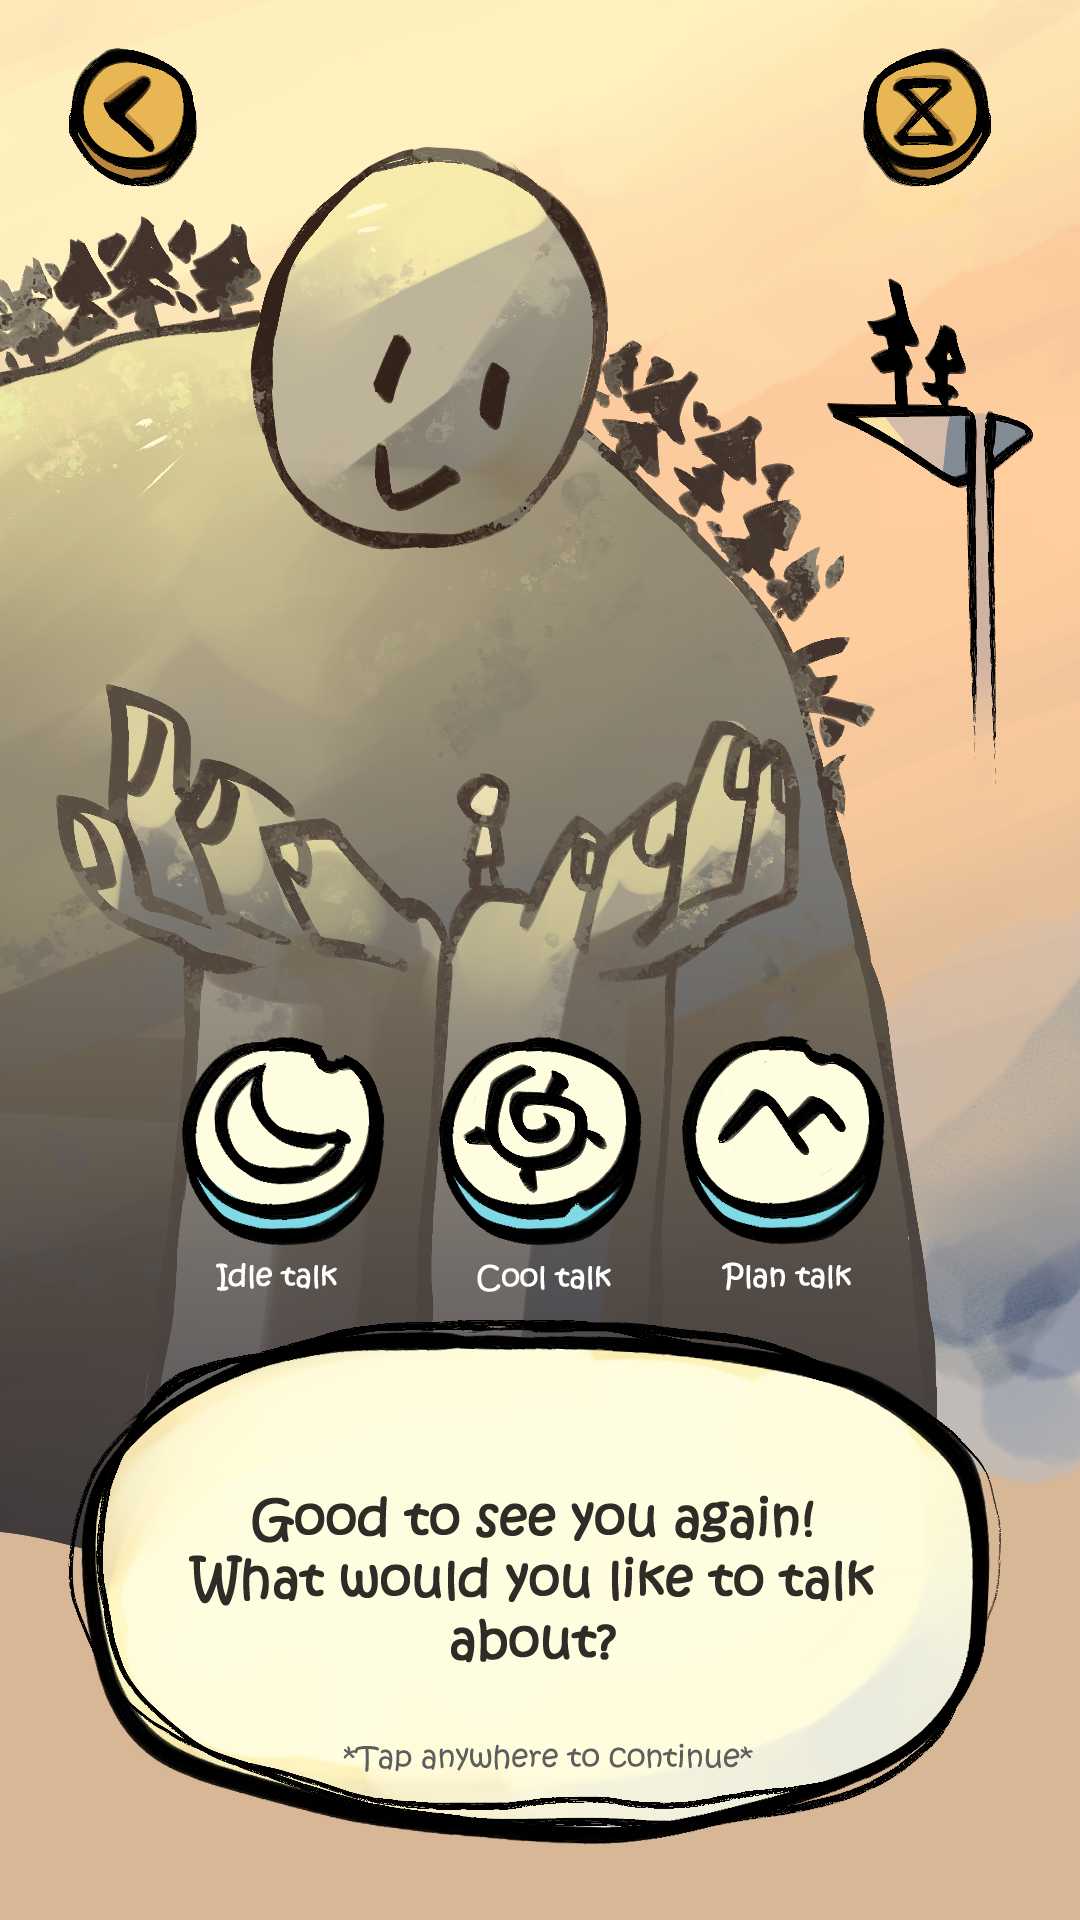 Idle talk
Cool talk
Plan talk
Good to see you again!
What would you like to talk
about?
*Tap anywhere to continue*